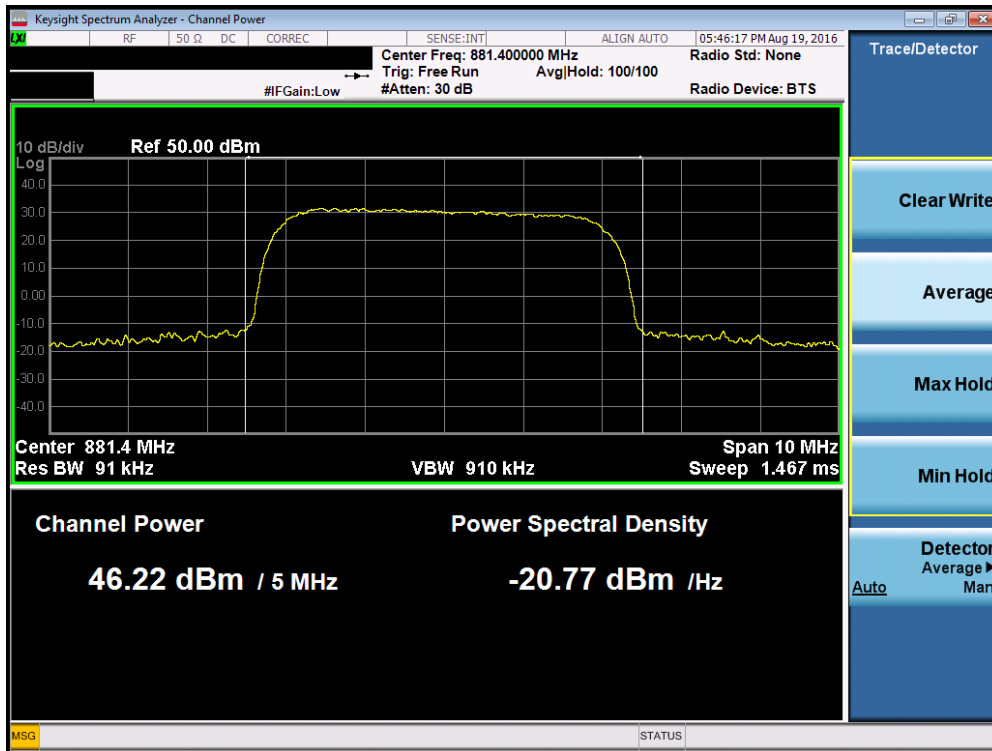 Keysight Spectrum Analyzer - Channel Power
LXI RF 50 Ω DC CORREC SENSE:INT ALIGN AUTO 05:46:17 PM Aug 19, 2016
Center Freq: 881.400000 MHz Radio Std: None
Trig: Free Run Avg|Hold: 100/100
#IFGain:Low #Atten: 30 dB Radio Device: BTS
10 dB/div Ref 50.00 dBm
Log
40.0
30.0
20.0
10.0
0.00
-10.0
-20.0
-30.0
-40.0
Center 881.4 MHz Span 10 MHz
Res BW 91 kHz VBW 910 kHz Sweep 1.467 ms
Channel Power Power Spectral Density
46.22 dBm / 5 MHz -20.77 dBm /Hz
MSG STATUS
Trace/Detector
Clear Write
Average
Max Hold
Min Hold
Detector
Average
Auto Man